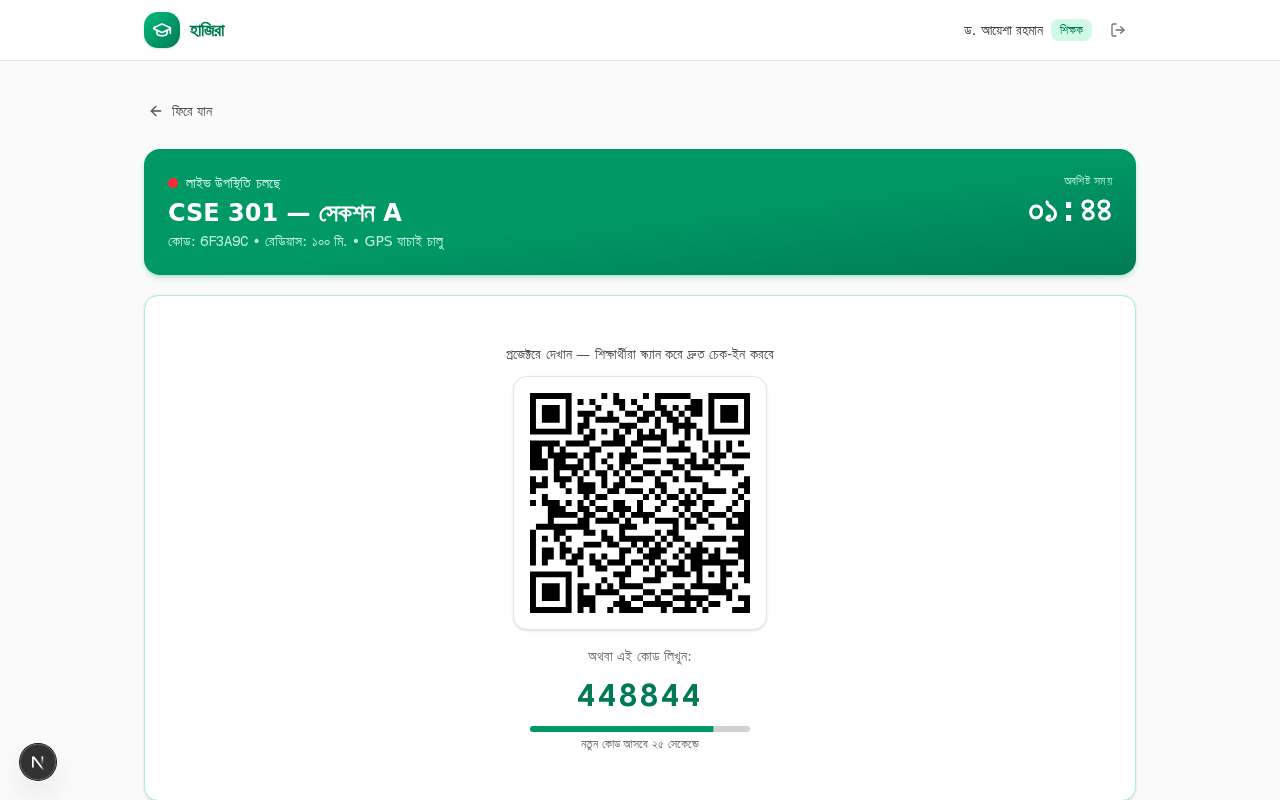 হাজিরা
ড. আয়েশা রহমান
শিক্ষক
ফিরে যান
লাইভ উপস্থিতি চলছে
CSE 301 — সেকশন A
কোড: 6F3A9C • রেডিয়াস: ১০০ মি. • GPS যাচাই চালু
অবশিষ্ট সময়
০১:৪৪
প্রজেক্টরে দেখান — শিক্ষার্থীরা স্ক্যান করে দ্রুত চেক-ইন করবে
অথবা এই কোড লিখুন:
448844
নতুন কোড আসবে ২৫ সেকেন্ডে
N